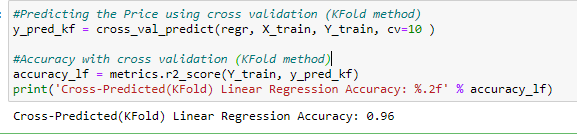 #Predicting the Price using cross validation (KFold method)
y_pred_kf = cross_val_predict(regr, X_train, Y_train, cv=10 )
#Accuracy with cross validation (KFold method)
accuracy_lf = metrics.r2_score(Y_train, y_pred_kf)
print('Cross-Predicted(KFold) Linear Regression Accuracy: %.2f' % accuracy_lf)
Cross-Predicted(KFold) Linear Regression Accuracy: 0.96